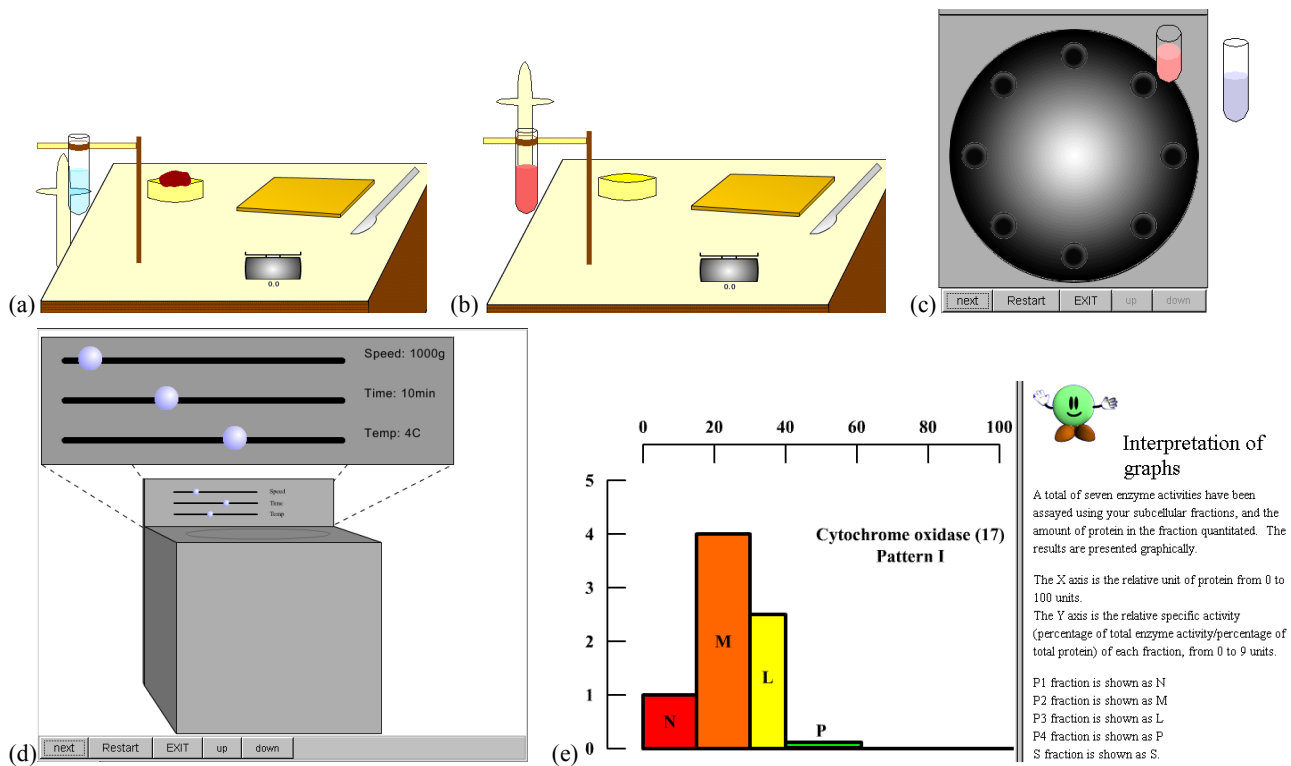 (a)
0.0
(b)
0.0
(c)
next Restart EXIT up down
(d)
Speed: 1000g
Time: 10min
Temp: 4C
Speed
Time
Temp
next Restart EXIT up down
(e)
0 20 40 60 80 100
5
4
3
2
1
0
Cytochrome oxidase (17)
Pattern I
N
M
L
P
Interpretation of
graphs
A total of seven enzyme activities have been
assayed using your subcellular fractions, and the
amount of protein in the fraction quantitated. The
results are presented graphically.
The X axis is the relative unit of protein from 0 to
100 units.
The Y axis is the relative specific activity
(percentage of total enzyme activity/percentage of
total protein) of each fraction, from 0 to 9 units.
P1 fraction is shown as N
P2 fraction is shown as M
P3 fraction is shown as L
P4 fraction is shown as P
S fraction is shown as S.